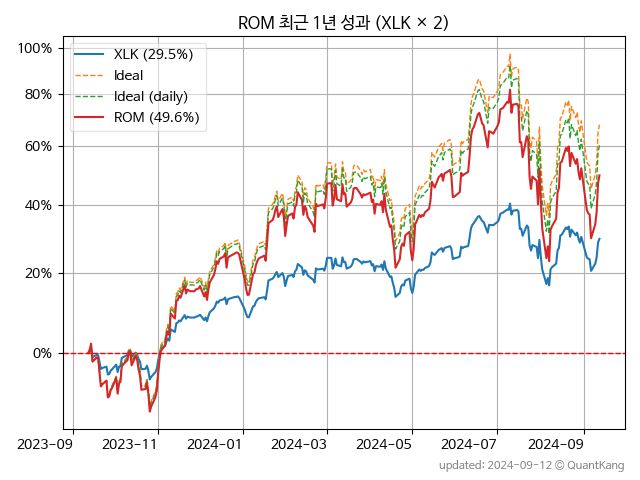 ROM 최근 1년 성과 (XLK × 2)
XLK (29.5%)
Ideal
Ideal (daily)
ROM (49.6%)
100%
80%
60%
40%
20%
0%
2023-09
2023-11
2024-01
2024-03
2024-05
2024-07
2024-09
updated: 2024-09-12 © QuantKang